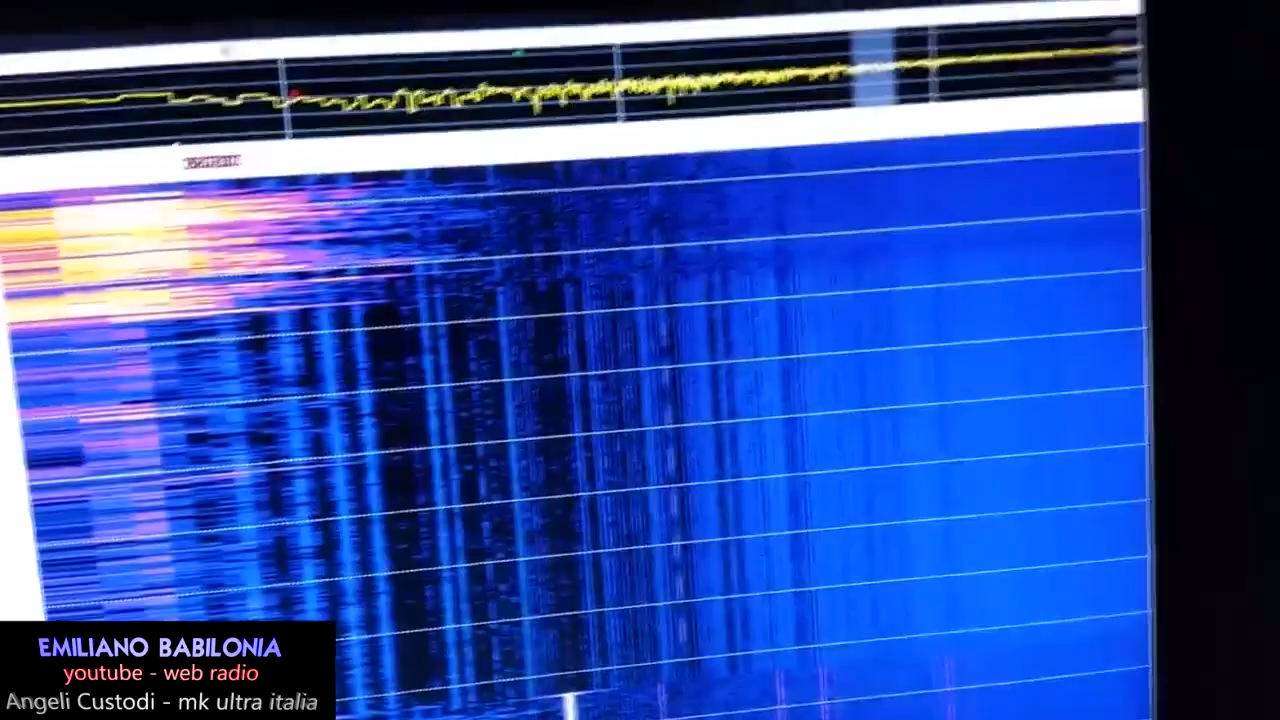 EMILIANO BABILONIA
youtube - web radio
Angeli Custodi - mk ultra italia